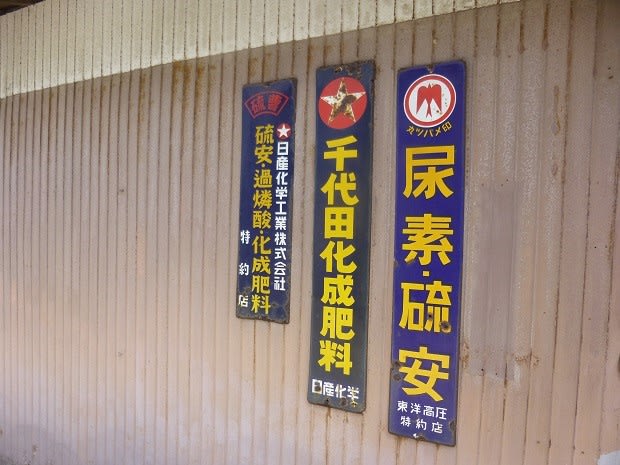 丸ツバメ印
尿素・硫安
東洋高圧
特約店
千代田化成肥料
日産化学
硫曹
日産化学工業株式会社
硫安・過燐酸・化成肥料
特約店